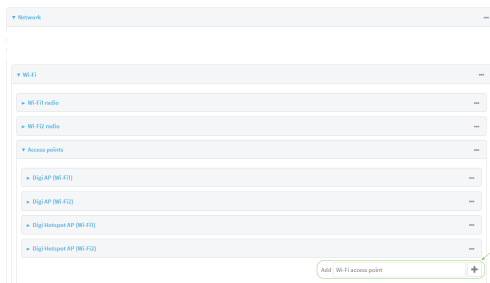 Network
Wi-Fi
Wi-Fi1 radio
Wi-Fi2 radio
Access points
Digi AP (Wi-Fi1)
Digi AP (Wi-Fi2)
Digi Hotspot AP (Wi-Fi1)
Digi Hotspot AP (Wi-Fi2)
Add Wi-Fi access point